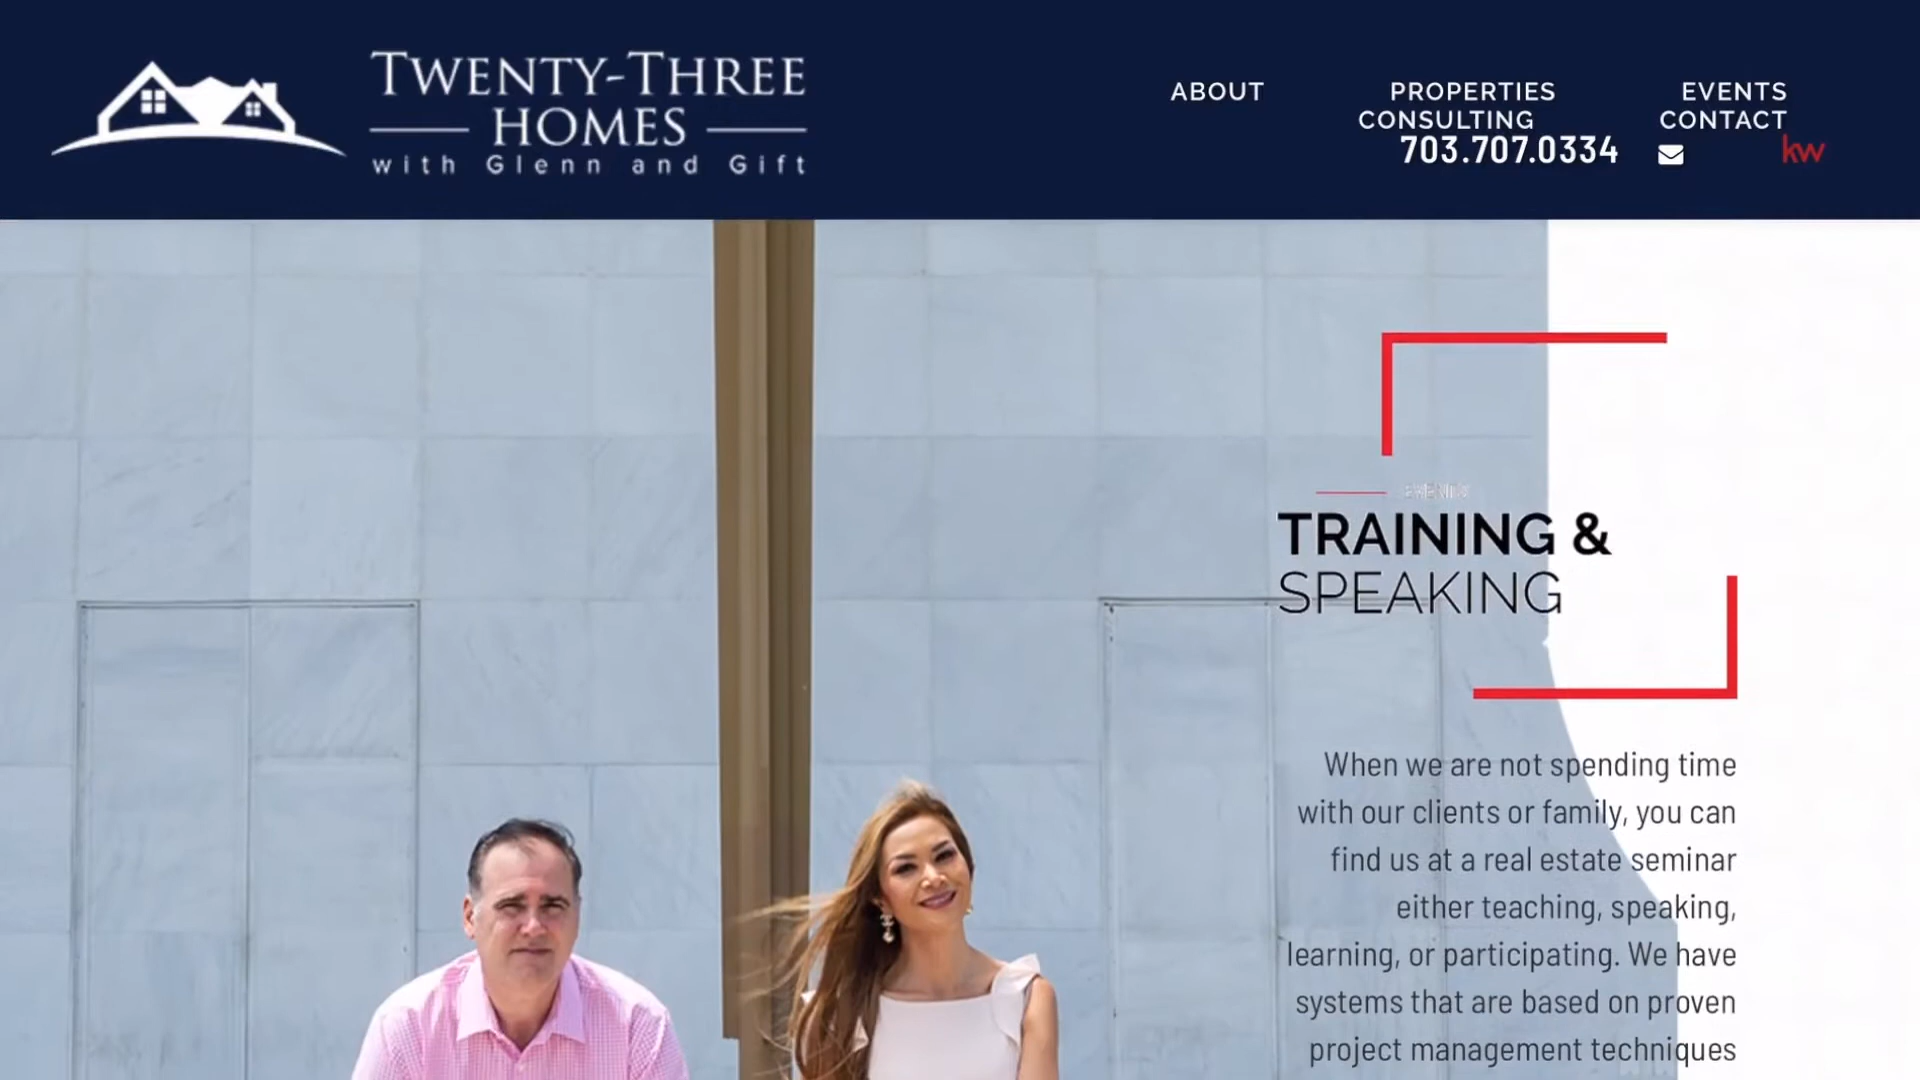 TWENTY-THREE
HOMES
with Glenn and Gift
ABOUT PROPERTIES EVENTS
CONSULTING CONTACT
703.707.0334
kw
EVENTS
TRAINING &
SPEAKING
When we are not spending time
with our clients or family, you can
find us at a real estate seminar
either teaching, speaking,
learning, or participating. We have
systems that are based on proven
project management techniques